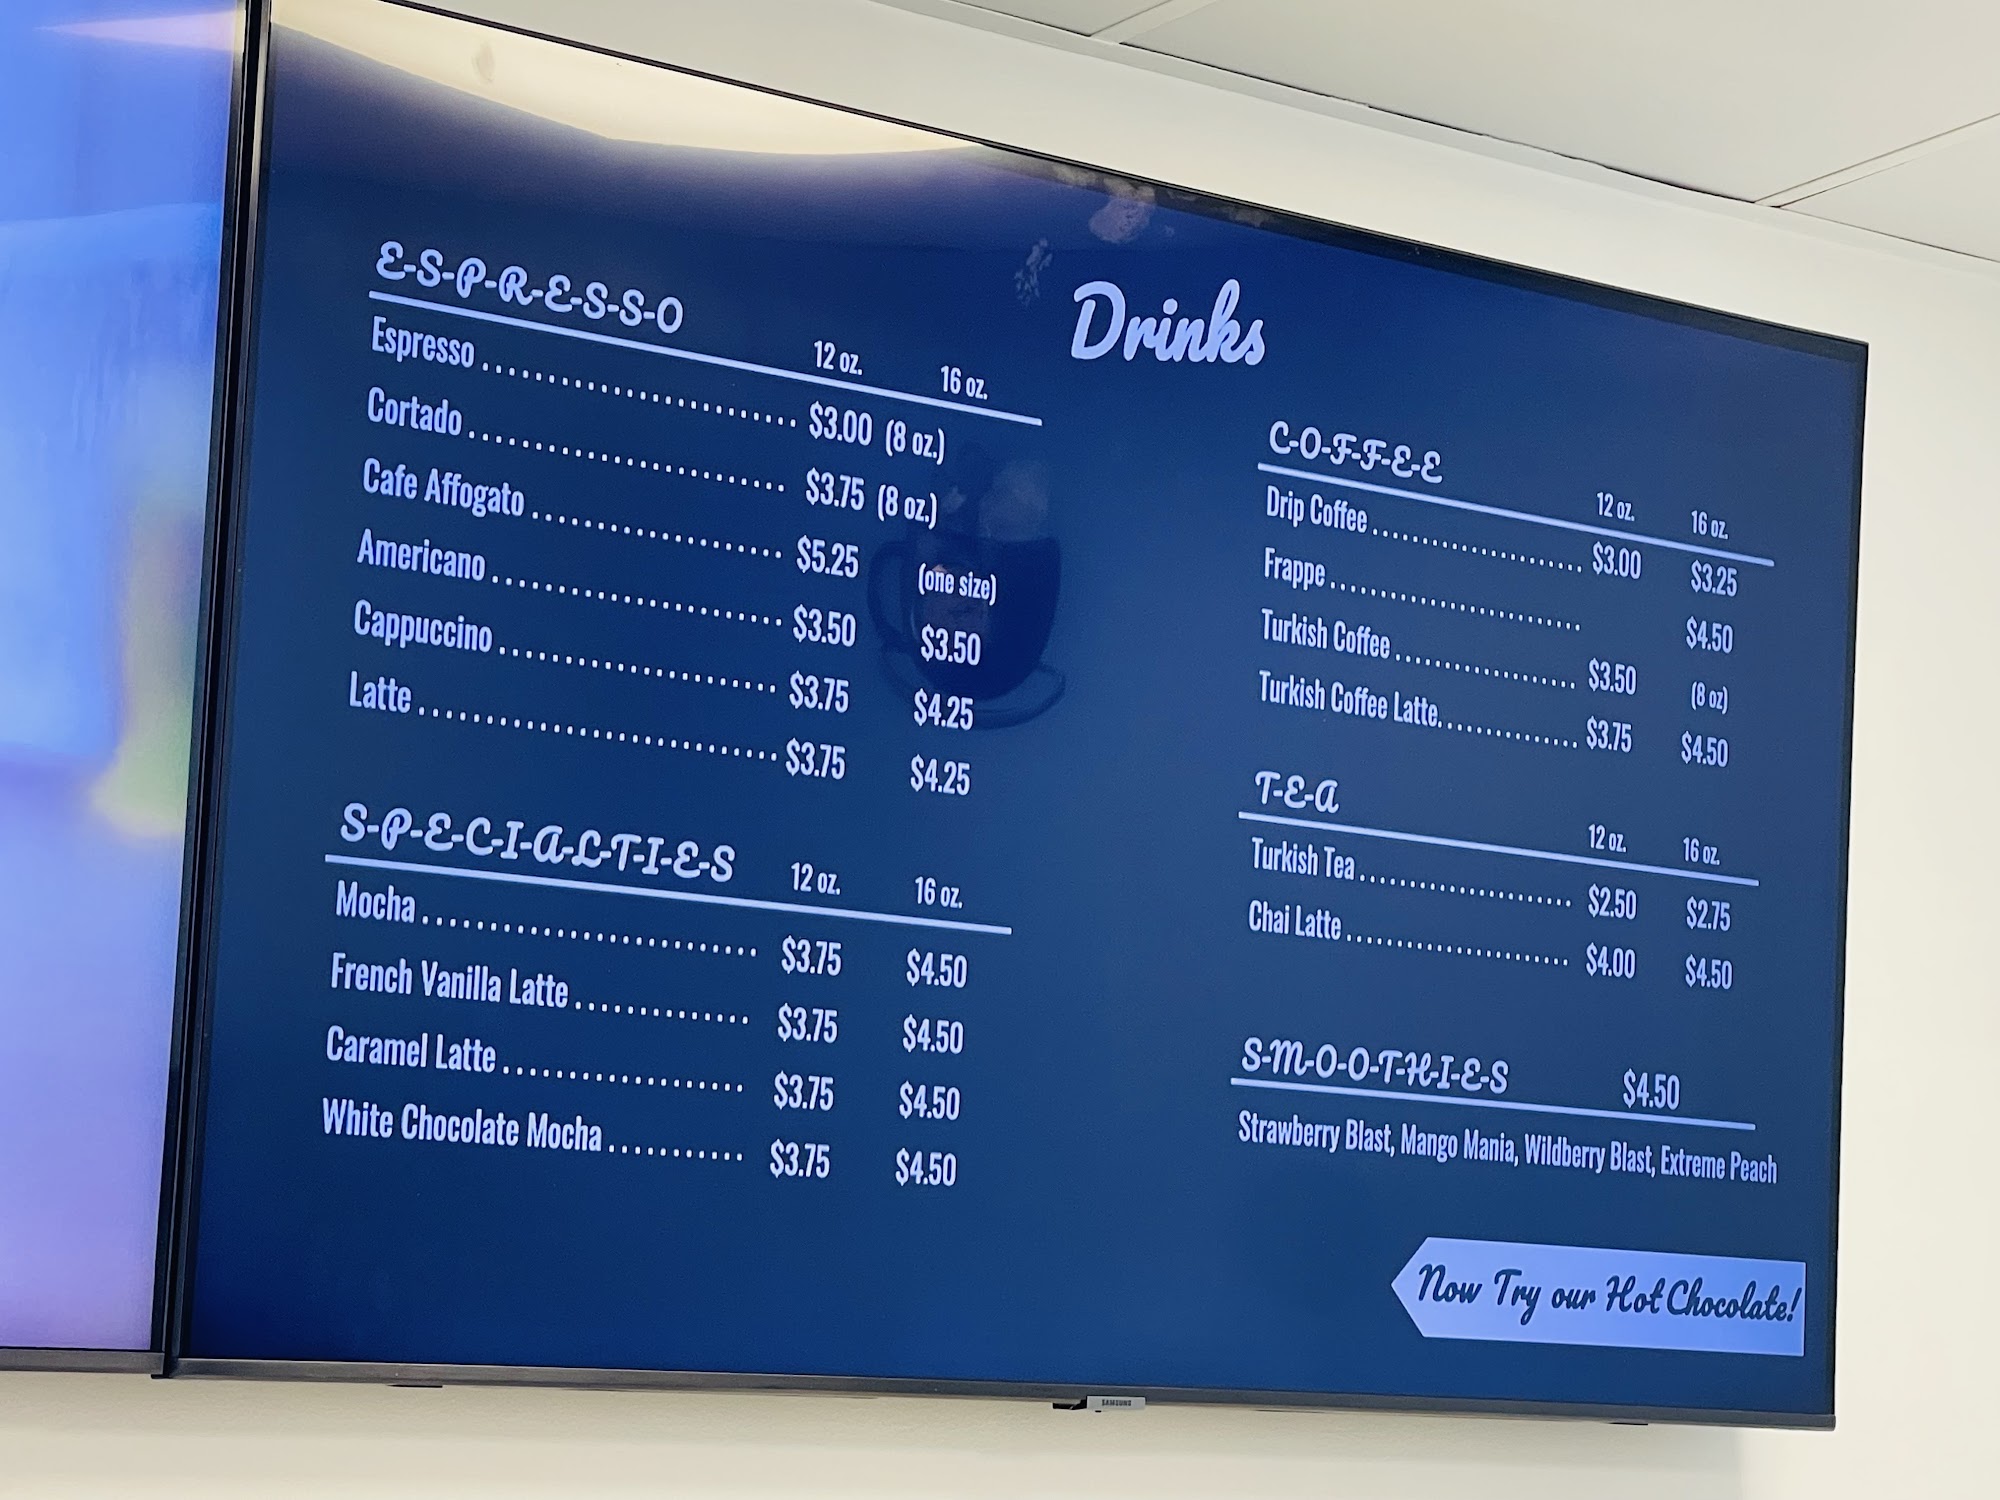 Drinks
E-S-P-R-E-S-S-O
12 oz. 16 oz.
Espresso ........................ $3.00 (8 oz.)
Cortado ........................ $3.75 (8 oz.)
Cafe Affogato .................... $5.25 (one size)
Americano ....................... $3.50 $3.50
Cappuccino ...................... $3.75 $4.25
Latte ............................ $3.75 $4.25
S-P-E-C-I-A-L-T-I-E-S 12 oz. 16 oz.
Mocha .......................... $3.75 $4.50
French Vanilla Latte .............. $3.75 $4.50
Caramel Latte ................... $3.75 $4.50
White Chocolate Mocha ........... $3.75 $4.50
C-O-F-F-E-E
12 oz. 16 oz.
Drip Coffee ..................... $3.00 $3.25
Frappe ......................... $4.50
Turkish Coffee .................. $3.50 (8 oz)
Turkish Coffee Latte. ............. $3.75 $4.50
T-E-A
12 oz. 16 oz.
Turkish Tea ..................... $2.50 $2.75
Chai Latte ...................... $4.00 $4.50
S-M-O-O-T-H-I-E-S $4.50
Strawberry Blast, Mango Mania, Wildberry Blast, Extreme Peach
Now Try our Hot Chocolate!
SAMSUNG